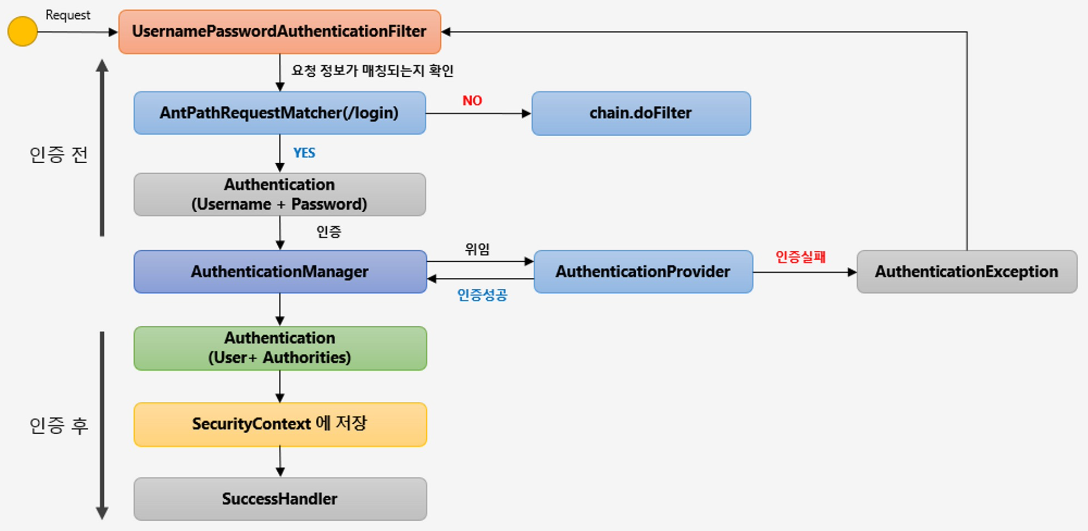 Request
UsernamePasswordAuthenticationFilter
요청 정보가 매칭되는지 확인
AntPathRequestMatcher(/login)
NO
chain.doFilter
인증 전
YES
Authentication
(Username + Password)
인증
AuthenticationManager
위임
인증성공
AuthenticationProvider
인증실패
AuthenticationException
Authentication
(User+ Authorities)
인증 후
SecurityContext 에 저장
SuccessHandler